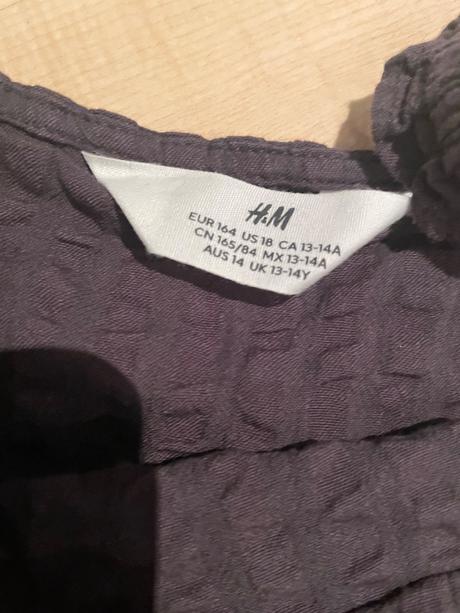 H&M
EUR 164 US 18 CA 13-14A
CN 165/84 MX 13-14A
AUS 14 UK 13-14Y